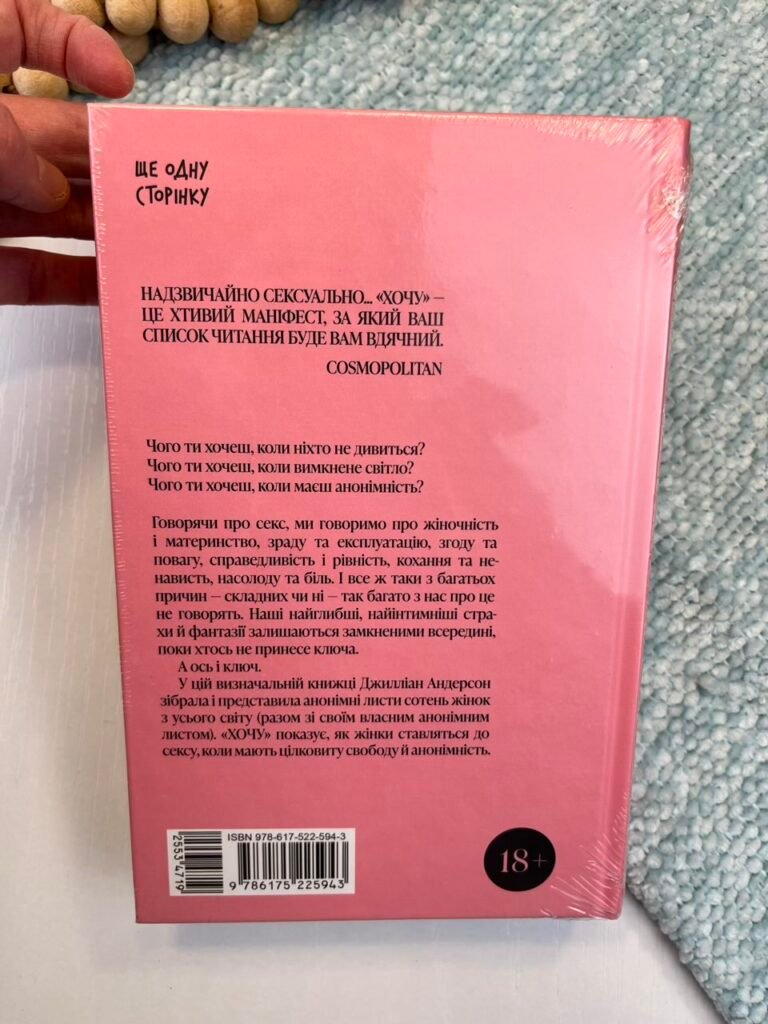 ЩЕ ОДНУ
СТОРІНКУ
НАДЗВИЧАЙНО СЕКСУАЛЬНО... «ХОЧУ» —
ЦЕ ХТИВИЙ МАНІФЕСТ, ЗА ЯКИЙ ВАШ
СПИСОК ЧИТАННЯ БУДЕ ВАМ ВДЯЧНИЙ.
COSMOPOLITAN
Чого ти хочеш, коли ніхто не дивиться?
Чого ти хочеш, коли вимкнене світло?
Чого ти хочеш, коли маєш анонімність?
Говорячи про секс, ми говоримо про жіночність
і материнство, зраду та експлуатацію, згоду та
повагу, справедливість і рівність, кохання та не-
нависть, насолоду та біль. І все ж таки з багатьох
причин — складних чи ні — так багато з нас про це
не говорять. Наші найглибші, найінтимніші стра-
хи й фантазії залишаються замкненими всередині,
поки хтось не принесе ключа.
А ось і ключ.
У цій визначальній книжці Джилліан Андерсон
зібрала і представила анонімні листи сотень жінок
з усього світу (разом зі своїм власним анонімним
листом). «ХОЧУ» показує, як жінки ставляться до
сексу, коли мають цілковиту свободу й анонімність.
25534719
ISBN 978-617-522-594-3
9 786175 225943
18+